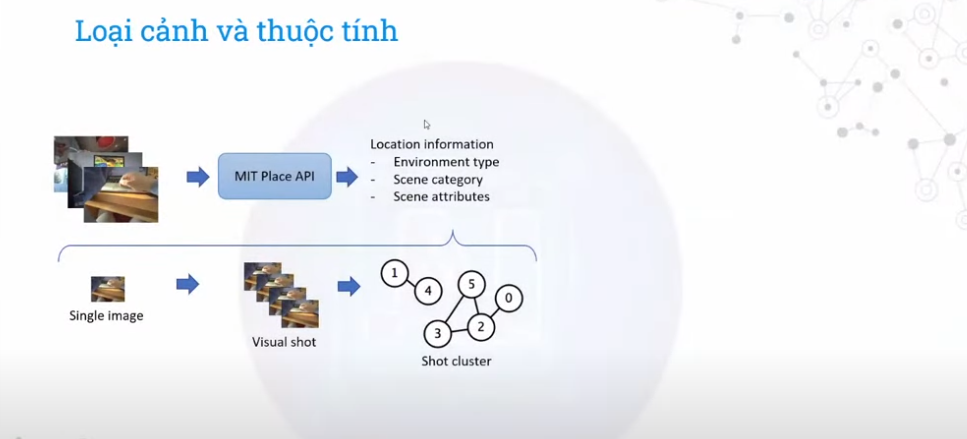 Loại cảnh và thuộc tính
MIT Place API
Location information
- Environment type
- Scene category
- Scene attributes
Single image
Visual shot
1
4
5
0
3
2
Shot cluster